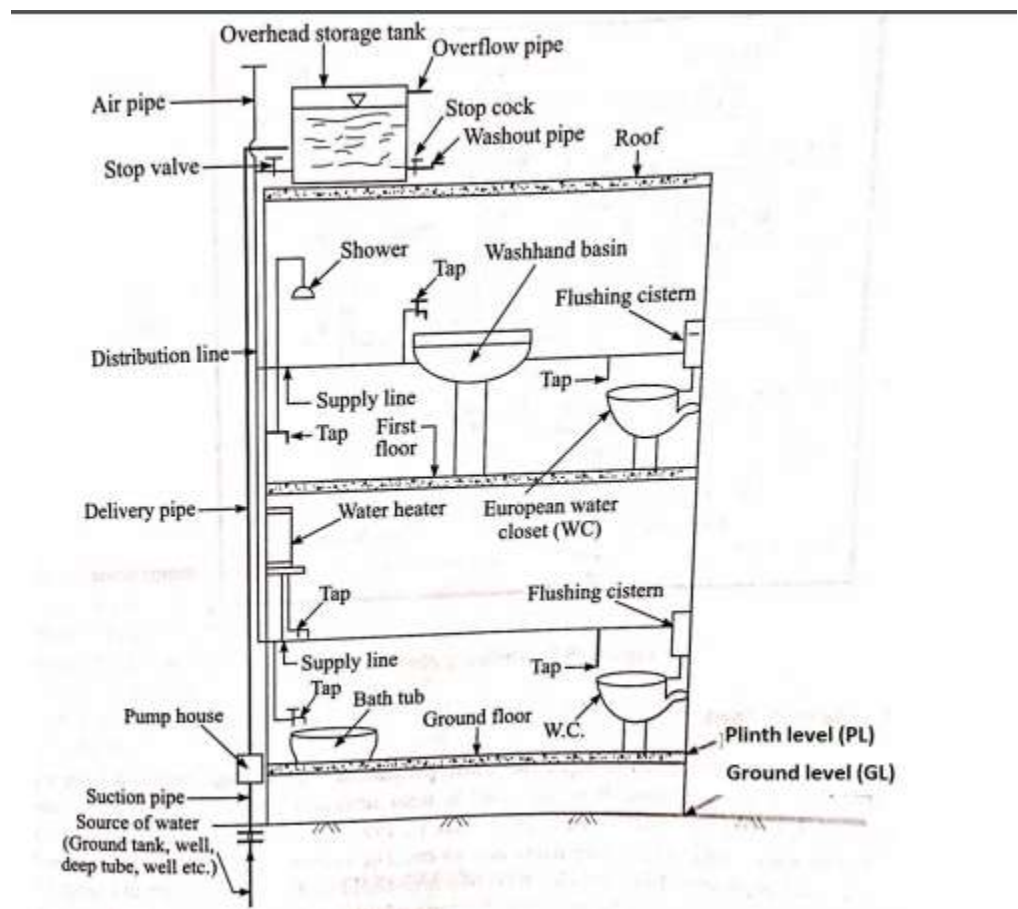 Overhead storage tank
Overflow pipe
Air pipe
Stop cock
Washout pipe
Roof
Stop valve
Shower
Washhand basin
Tap
Flushing cistern
Distribution line
Tap
Supply line
Tap
First
floor
Delivery pipe
Water heater
European water
closet (WC)
Tap
Flushing cistern
Supply line
Tap
Tap
Bath tub
Pump house
Ground floor
W.C.
Plinth level (PL)
Ground level (GL)
Suction pipe
Source of water
(Ground tank, well,
deep tube, well etc.)